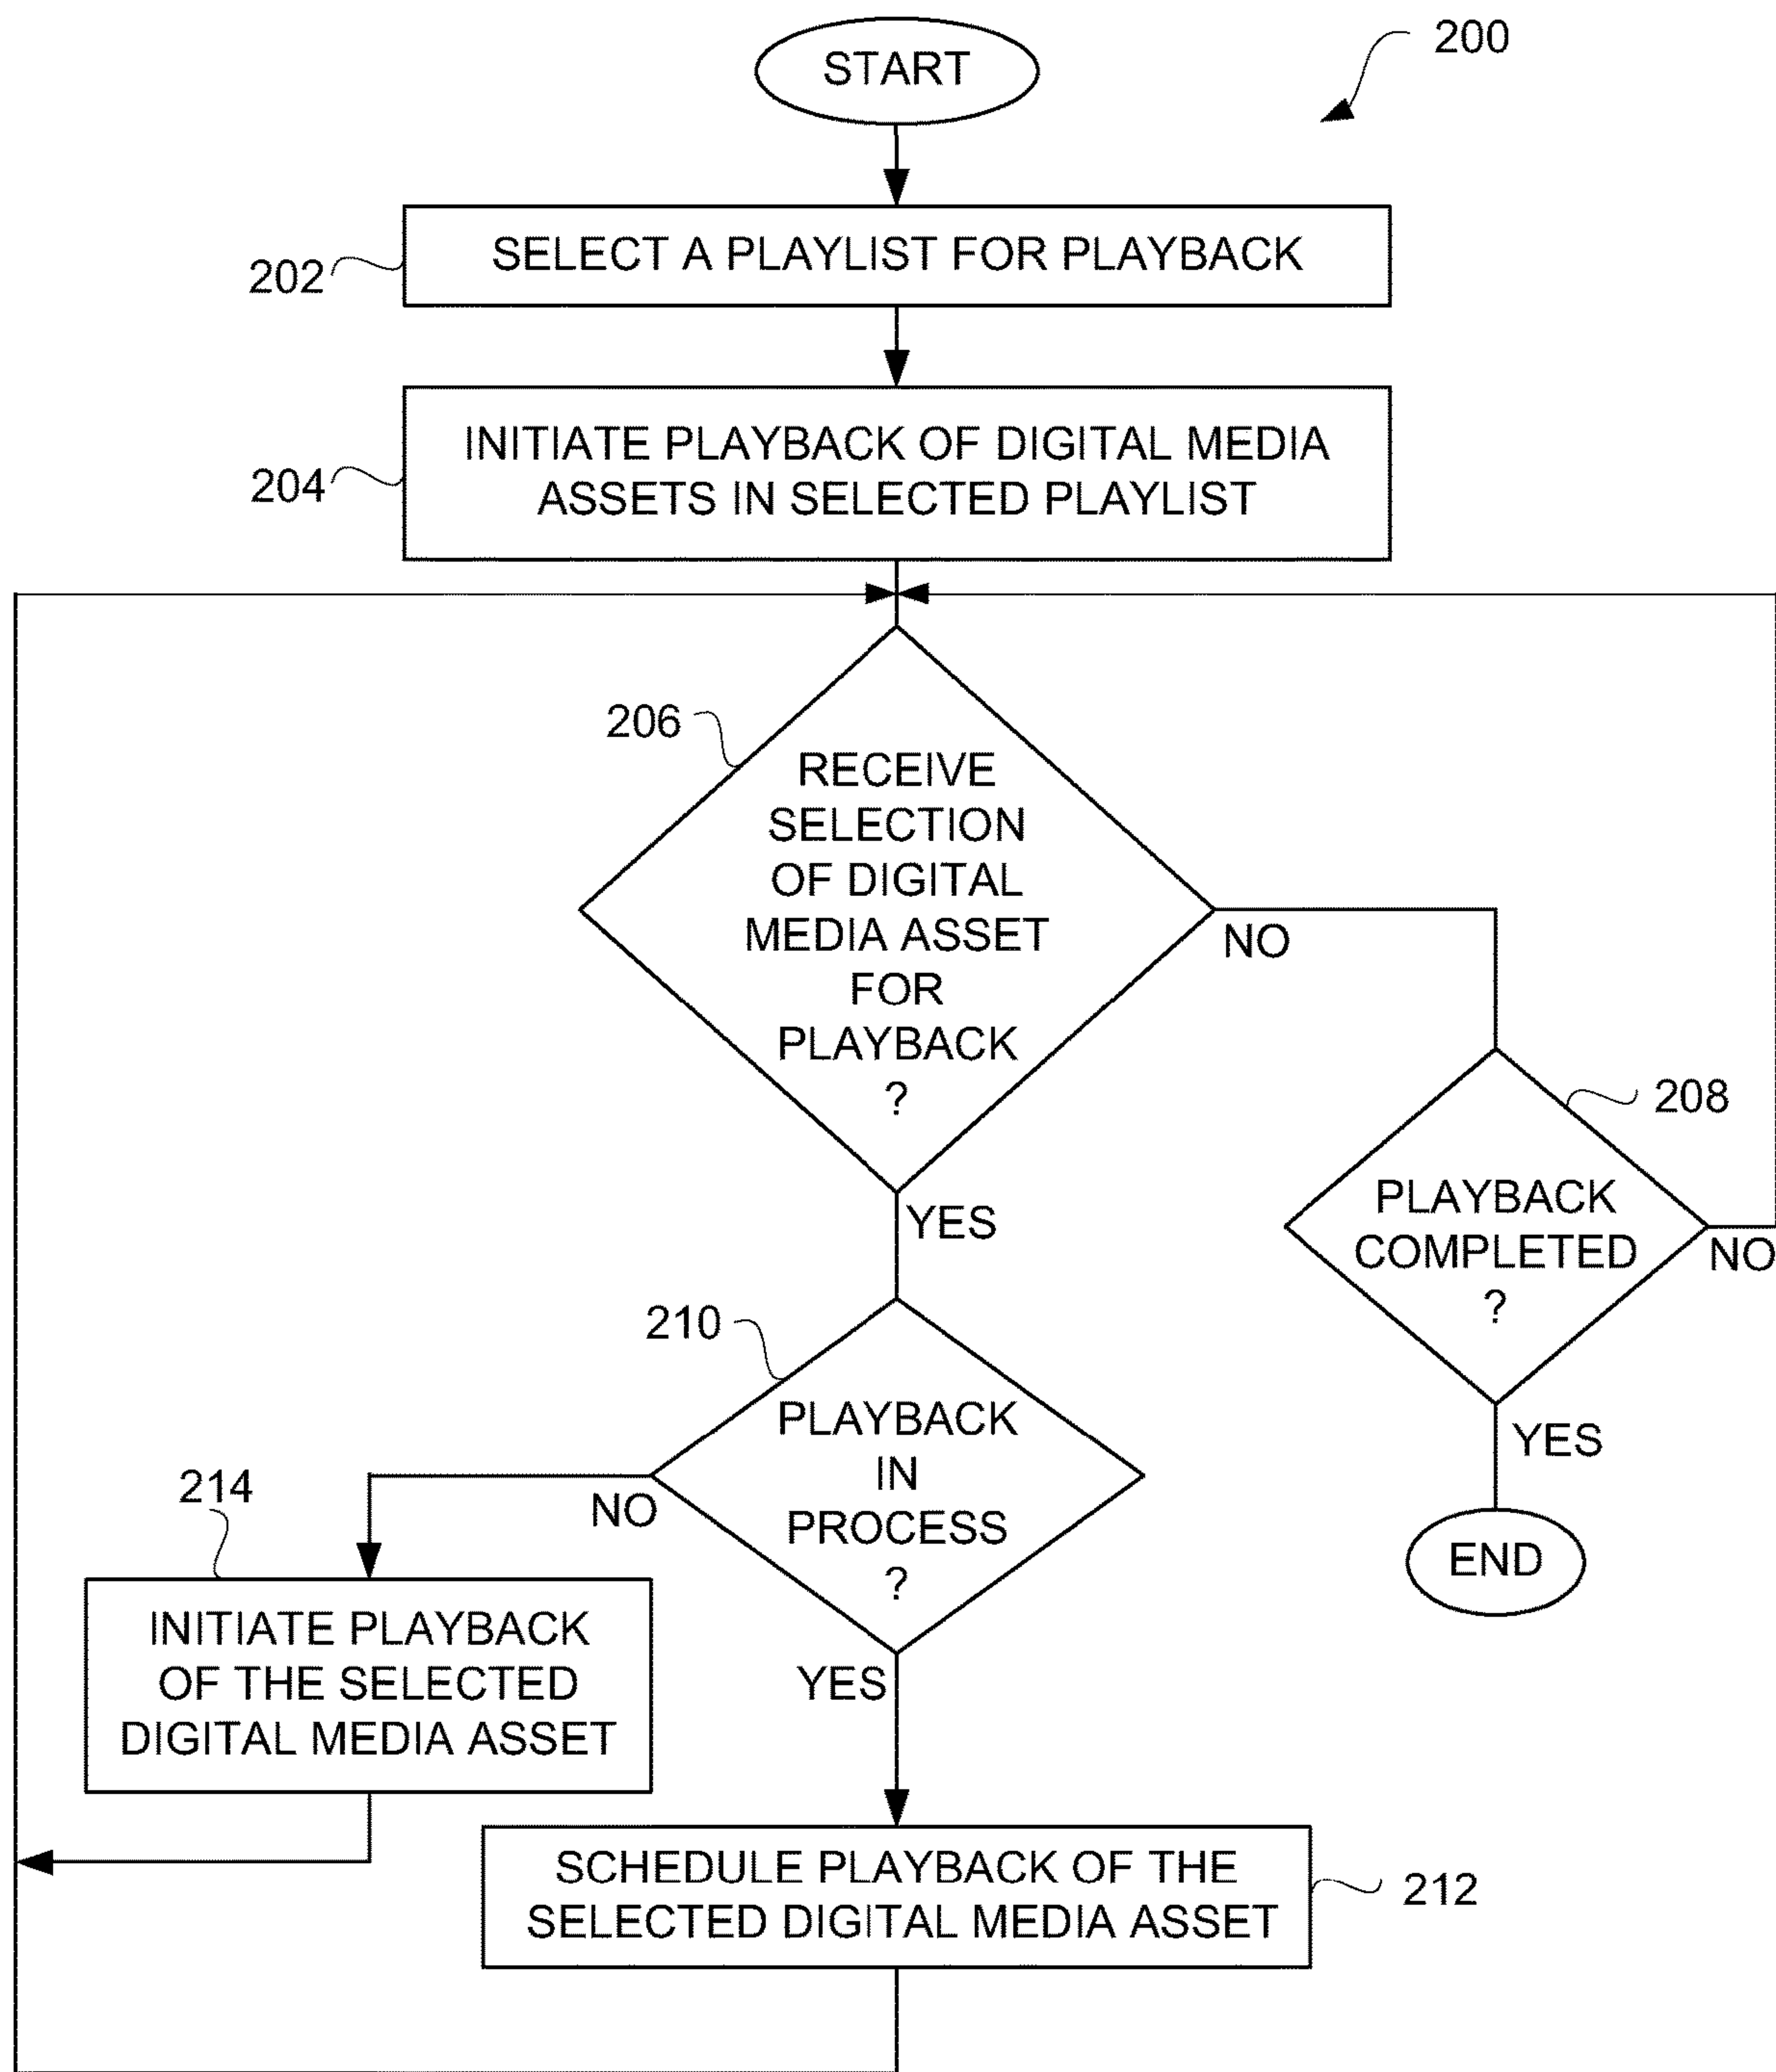 START
200
SELECT A PLAYLIST FOR PLAYBACK
202
INITIATE PLAYBACK OF DIGITAL MEDIA
ASSETS IN SELECTED PLAYLIST
204
206
RECEIVE
SELECTION
OF DIGITAL
MEDIA ASSET
FOR
PLAYBACK
?
NO
YES
208
PLAYBACK
COMPLETED
?
NO
YES
END
210
PLAYBACK
IN
PROCESS
?
NO
YES
214
INITIATE PLAYBACK
OF THE SELECTED
DIGITAL MEDIA ASSET
SCHEDULE PLAYBACK OF THE
SELECTED DIGITAL MEDIA ASSET
212